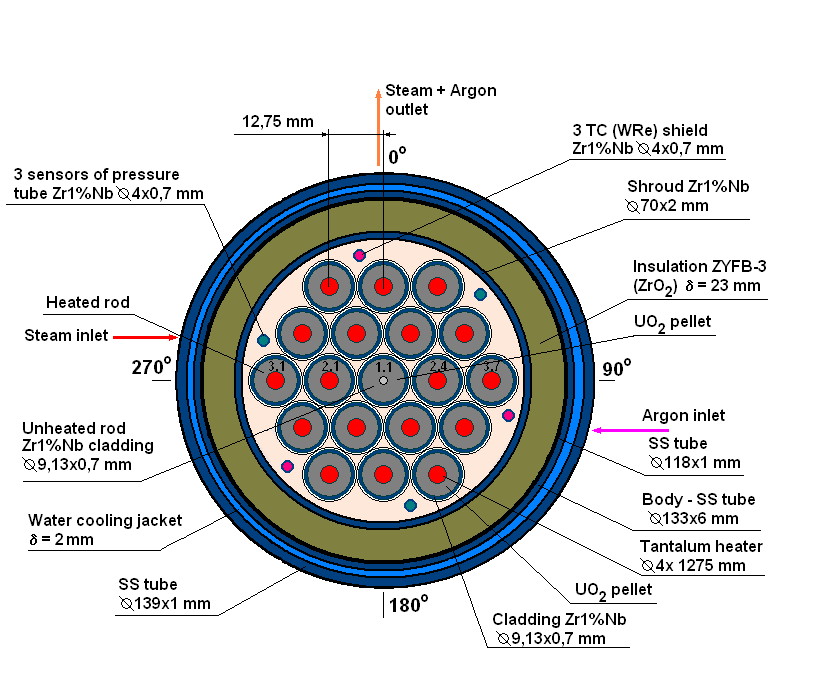 Steam + Argon
outlet
12,75 mm
0°
3 TC (WRe) shield
Zr1%Nb ∅4x0,7 mm
3 sensors of pressure
tube Zr1%Nb ∅4x0,7 mm
Shroud Zr1%Nb
∅70x2 mm
Insulation ZYFB-3
(ZrO2) δ = 23 mm
Heated rod
UO2 pellet
Steam inlet
270°
3.1 2.1 1.1 2.4 3.7
90°
Argon inlet
Unheated rod
Zr1%Nb cladding
∅9,13x0,7 mm
SS tube
∅118x1 mm
Body - SS tube
∅133x6 mm
Water cooling jacket
δ = 2 mm
Tantalum heater
∅4x 1275 mm
SS tube
∅139x1 mm
UO2 pellet
180°
Cladding Zr1%Nb
∅9,13x0,7 mm